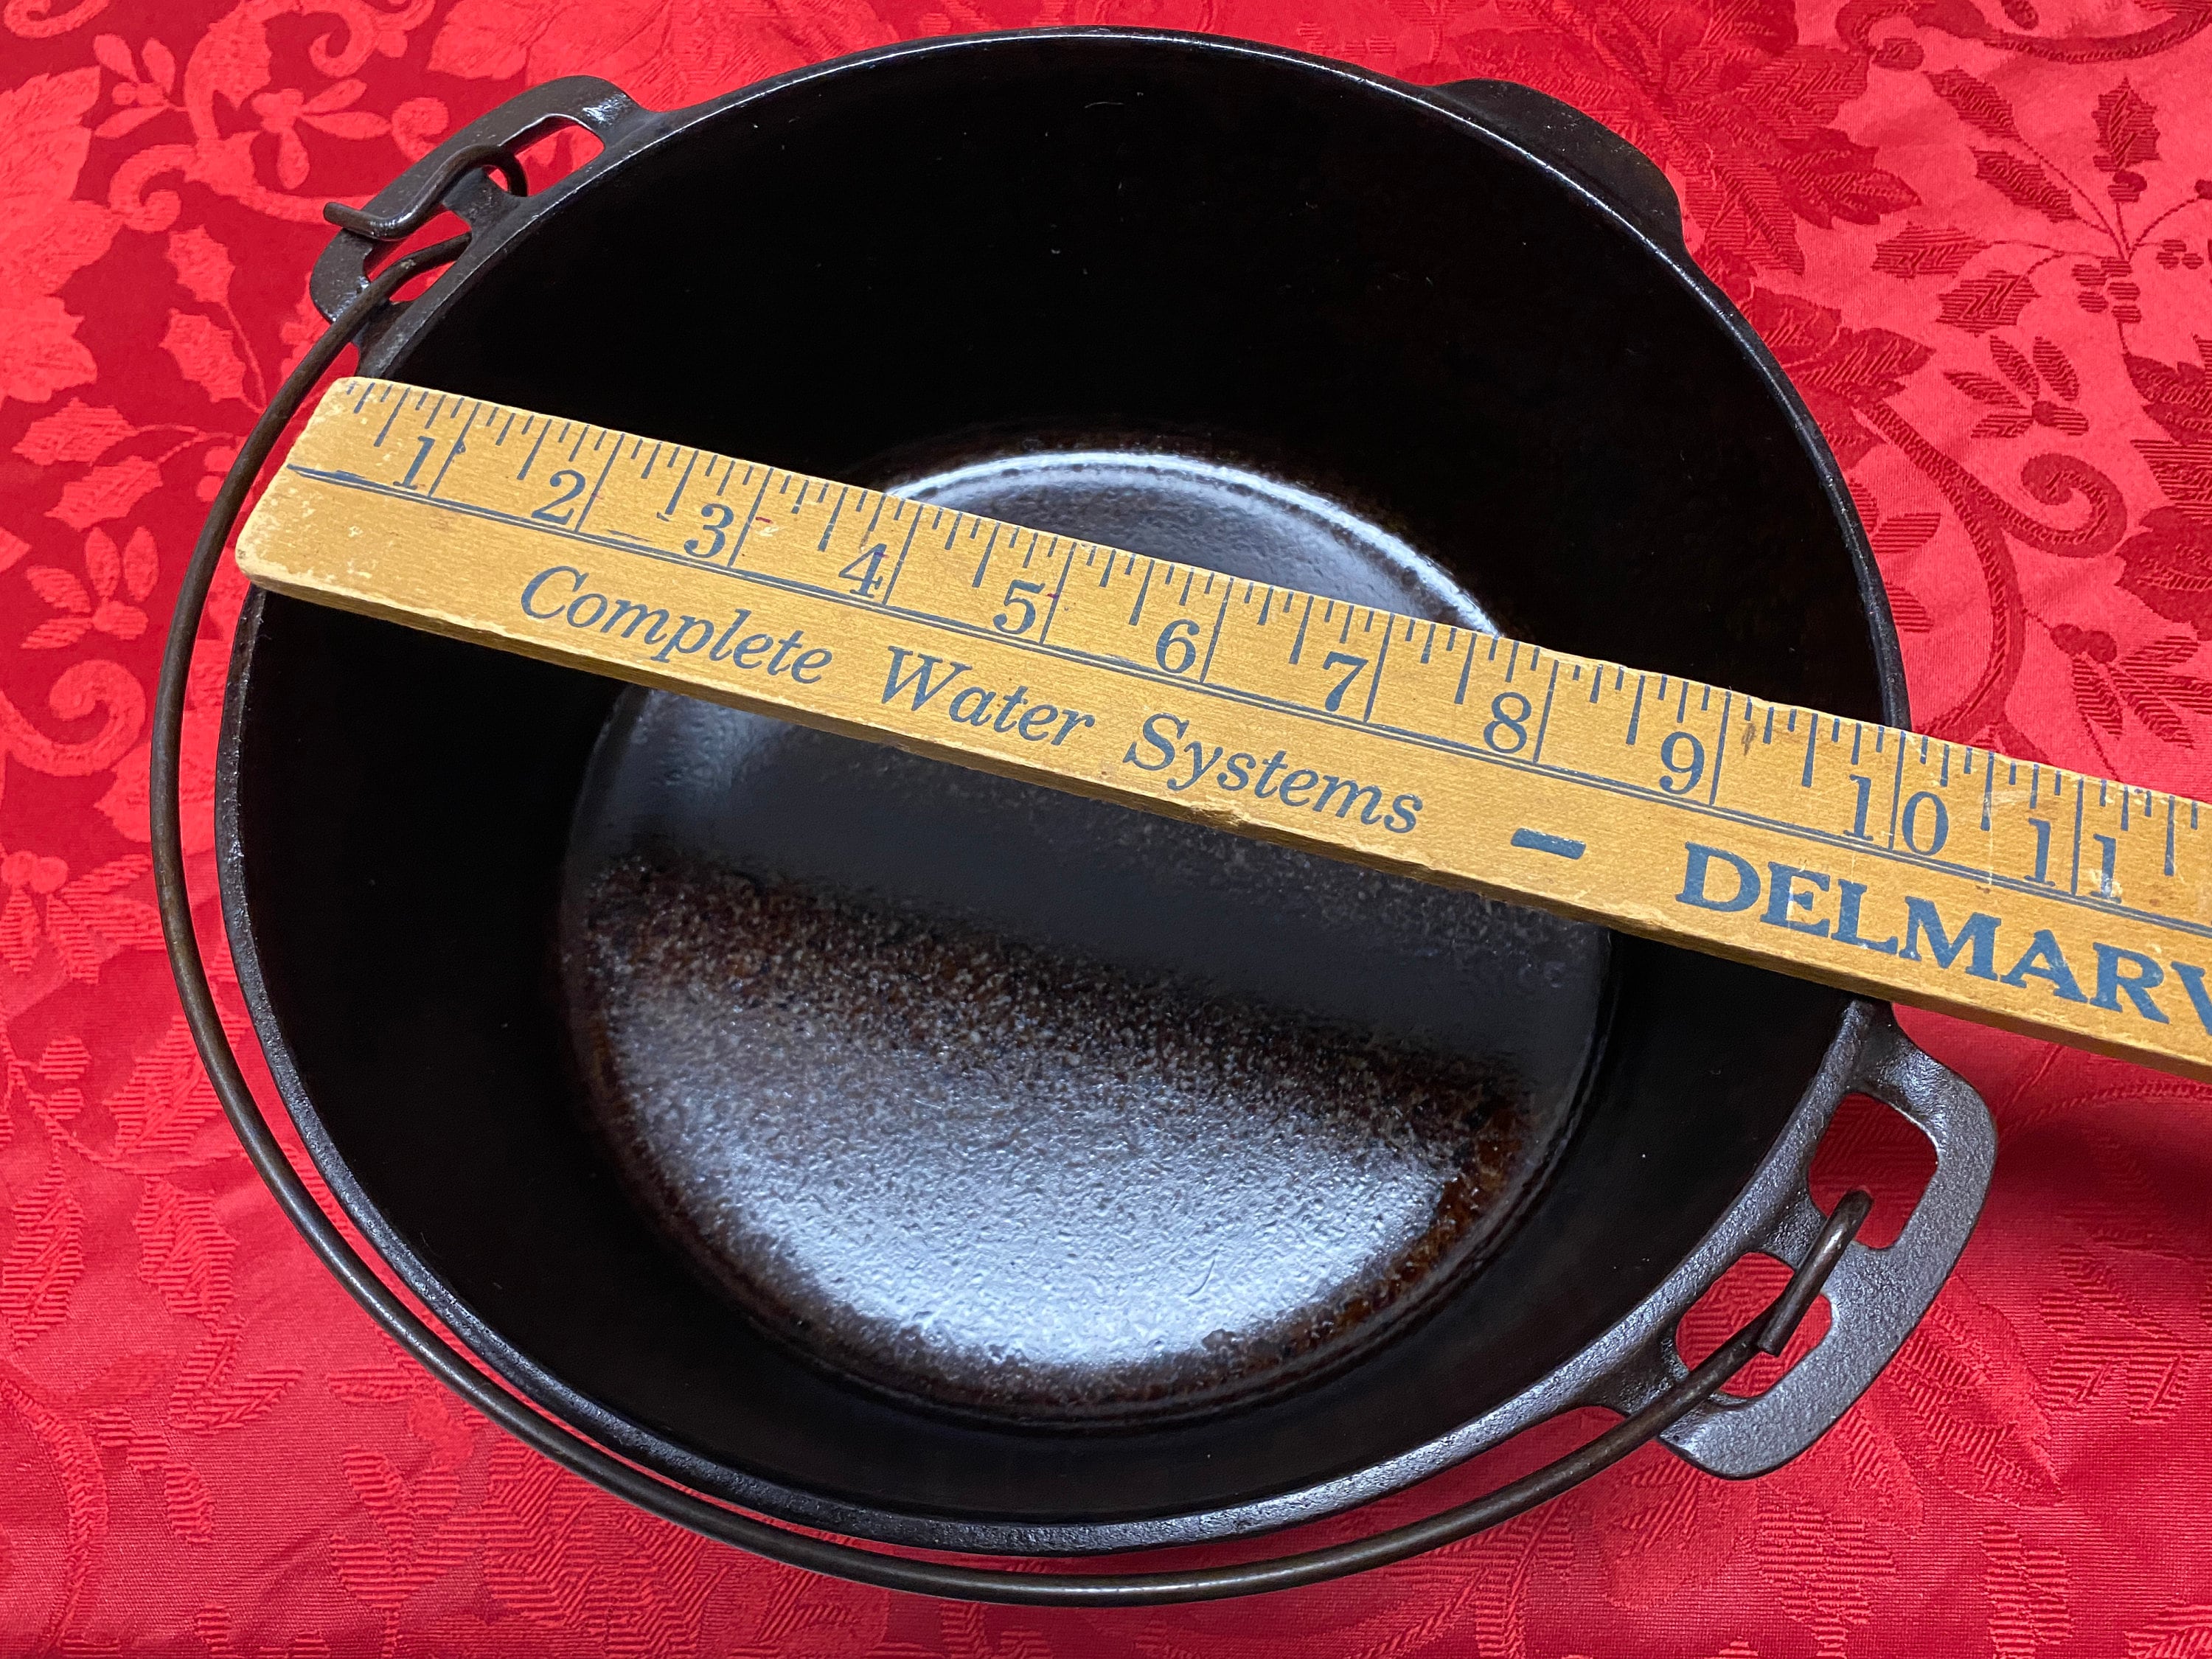 1 2 3 4 5 6 7 8 9 10 11
Complete Water Systems – DELMARV